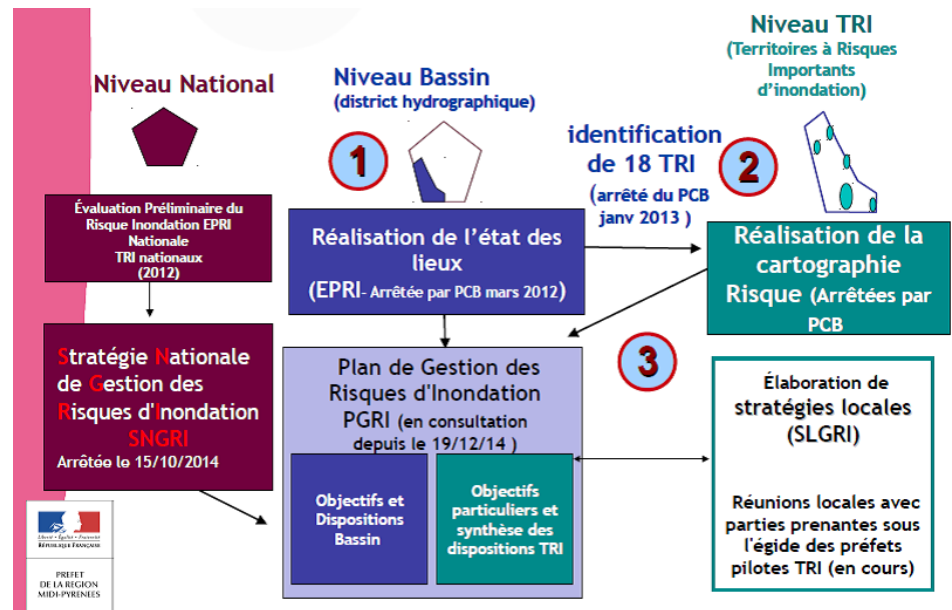 Niveau National
Niveau Bassin
(district hydrographique)
Niveau TRI
(Territoires à Risques
Importants
d'inondation)
1
identification
de 18 TRI
(arrêté du PCB
janv 2013 )
2
Évaluation Préliminaire du
Risque Inondation EPRI
Nationale
TRI nationaux
(2012)
Réalisation de l'état des
lieux
(EPRI- Arrêtée par PCB mars 2012)
Réalisation de la
cartographie
Risque (Arrêtées par
PCB
Stratégie Nationale
de Gestion des
Risques d'Inondation
SNGRI
Arrêtée le 15/10/2014
Plan de Gestion des
Risques d'Inondation
PGRI (en consultation
depuis le 19/12/14 )
Objectifs et
Dispositions
Bassin
Objectifs
particuliers et
synthèse des
dispositions TRI
3
Élaboration de
stratégies locales
(SLGRI)
Réunions locales avec
parties prenantes sous
l'égide des préfets
pilotes TRI (en cours)
Liberté • Égalité • Fraternité
RÉPUBLIQUE FRANÇAISE
PREFET
DE LA REGION
MIDI-PYRENEES